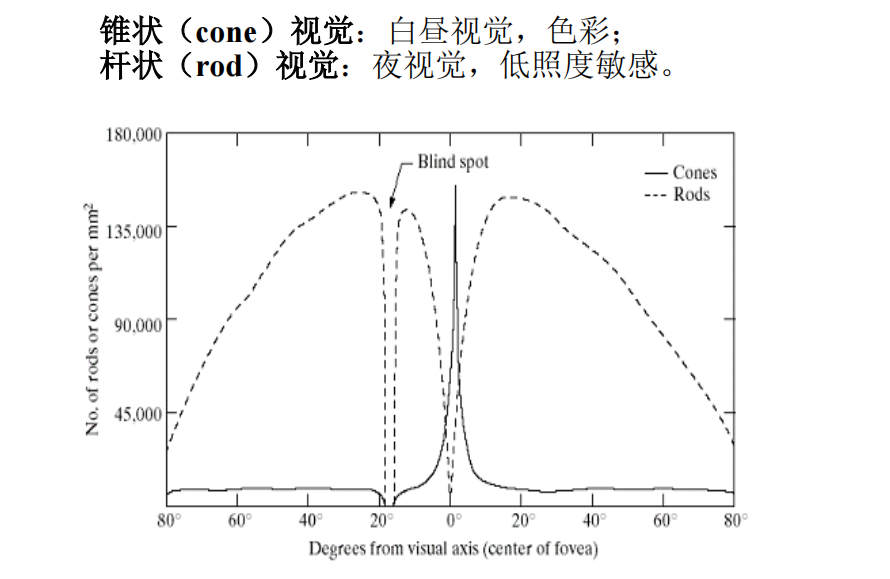 锥状（cone）视觉：白昼视觉，色彩；
杆状（rod）视觉：夜视觉，低照度敏感。
180,000
135,000
90,000
45,000
No. of rods or cones per mm²
Blind spot
Cones
Rods
80° 60° 40° 20° 0° 20° 40° 60° 80°
Degrees from visual axis (center of fovea)